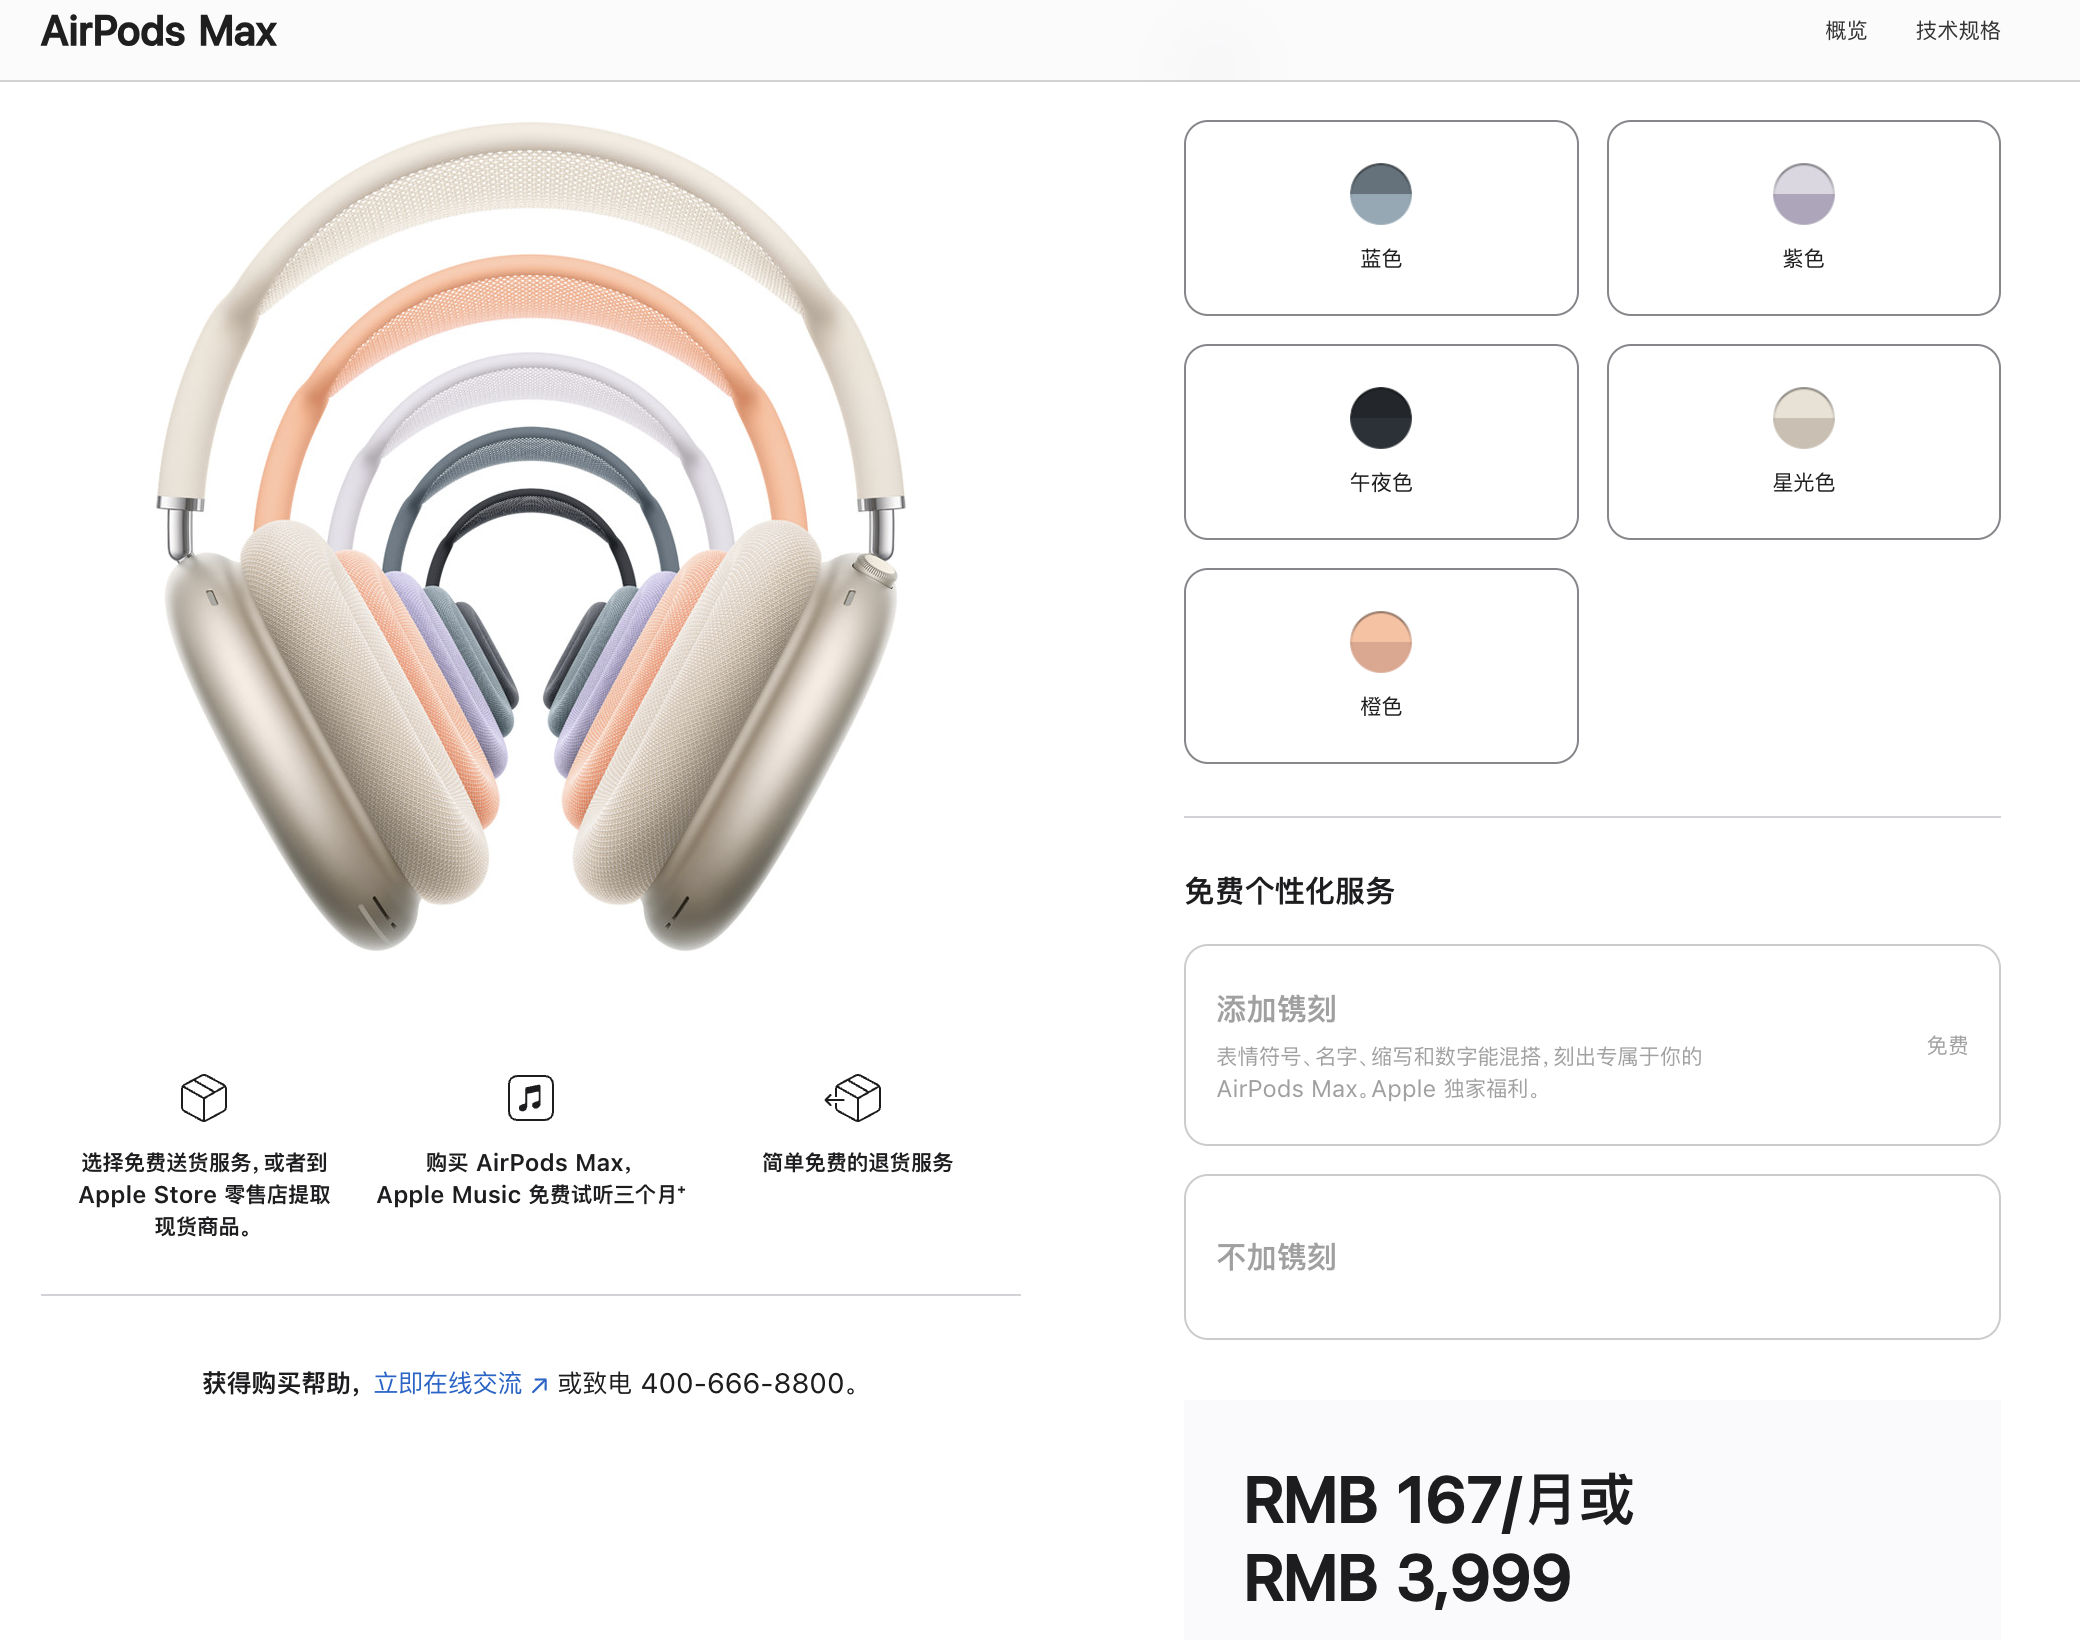 AirPods Max
概览
技术规格
蓝色
紫色
午夜色
星光色
橙色
免费个性化服务
添加镌刻
表情符号、名字、缩写和数字能混搭，刻出专属于你的
AirPods Max。Apple 独家福利。
免费
不加镌刻
选择免费送货服务，或者到
Apple Store 零售店提取
现货商品。
购买 AirPods Max，
Apple Music 免费试听三个月⁺
简单免费的退货服务
获得购买帮助，立即在线交流 ↗ 或致电 400-666-8800。
RMB 167/月或
RMB 3,999